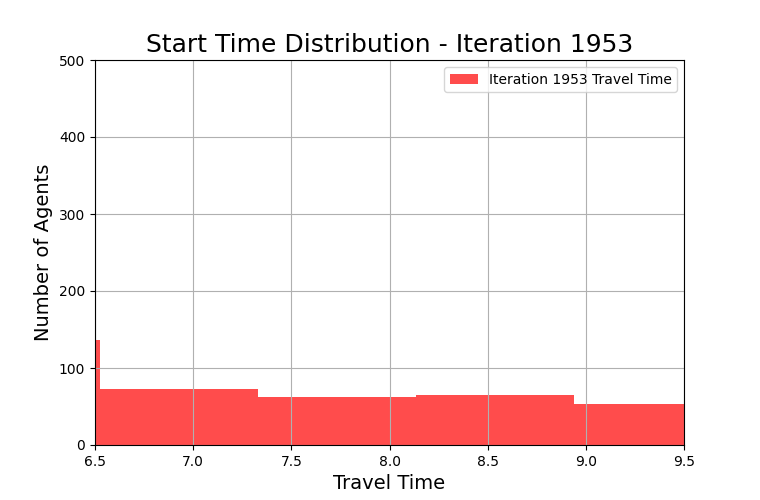 Start Time Distribution - Iteration 1953
Iteration 1953 Travel Time
Number of Agents
500
400
300
200
100
0
6.5 7.0 7.5 8.0 8.5 9.0 9.5
Travel Time